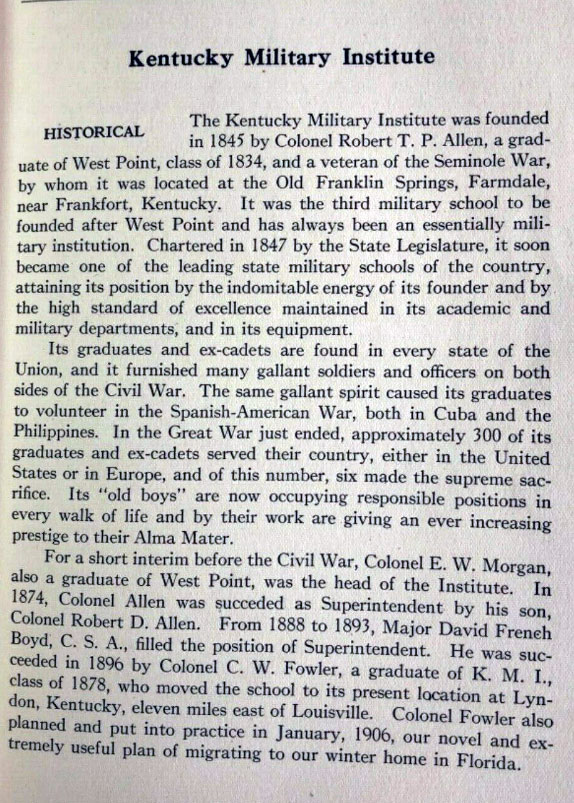 Kentucky Military Institute
HISTORICAL
The Kentucky Military Institute was founded
in 1845 by Colonel Robert T. P. Allen, a grad-
uate of West Point, class of 1834, and a veteran of the Seminole War,
by whom it was located at the Old Franklin Springs, Farmdale,
near Frankfort, Kentucky. It was the third military school to be
founded after West Point and has always been an essentially mili-
tary institution. Chartered in 1847 by the State Legislature, it soon
became one of the leading state military schools of the country,
attaining its position by the indomitable energy of its founder and by
the high standard of excellence maintained in its academic and
military departments, and in its equipment.
Its graduates and ex-cadets are found in every state of the
Union, and it furnished many gallant soldiers and officers on both
sides of the Civil War. The same gallant spirit caused its graduates
to volunteer in the Spanish-American War, both in Cuba and the
Philippines. In the Great War just ended, approximately 300 of its
graduates and ex-cadets served their country, either in the United
States or in Europe, and of this number, six made the supreme sac-
rifice. Its "old boys" are now occupying responsible positions in
every walk of life and by their work are giving an ever increasing
prestige to their Alma Mater.
For a short interim before the Civil War, Colonel E. W. Morgan,
also a graduate of West Point, was the head of the Institute. In
1874, Colonel Allen was succeded as Superintendent by his son,
Colonel Robert D. Allen. From 1888 to 1893, Major David French
Boyd, C. S. A., filled the position of Superintendent. He was suc-
ceeded in 1896 by Colonel C. W. Fowler, a graduate of K. M. I.,
class of 1878, who moved the school to its present location at Lyn-
don, Kentucky, eleven miles east of Louisville. Colonel Fowler also
planned and put into practice in January, 1906, our novel and ex-
tremely useful plan of migrating to our winter home in Florida.